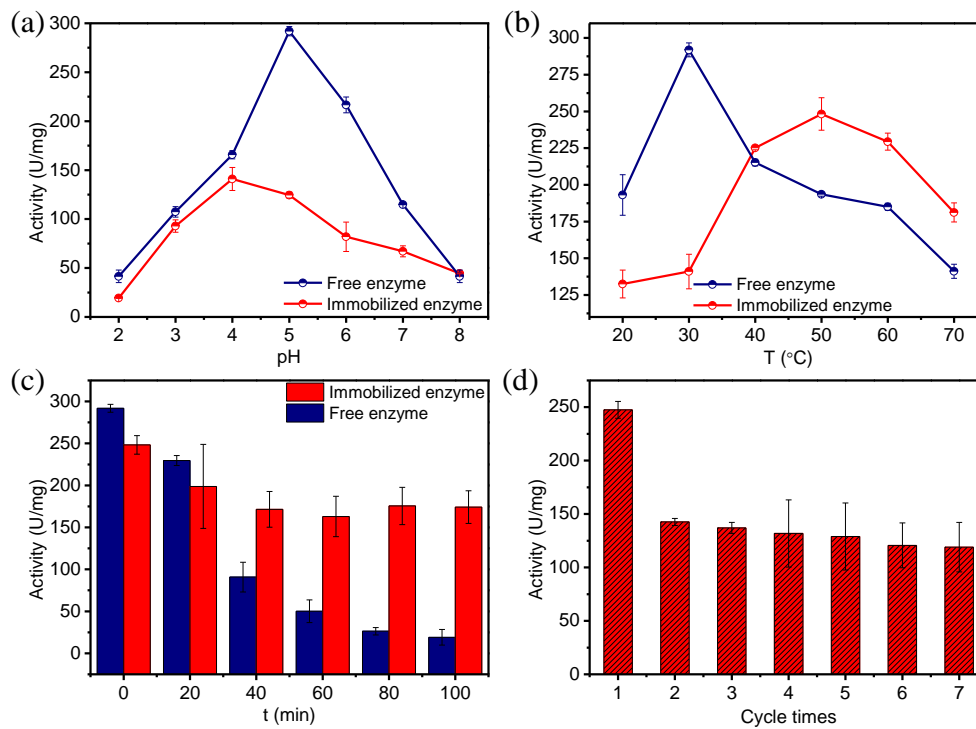 (a)
300
250
200
150
100
50
0
Activity (U/mg)
Free enzyme
Immobilized enzyme
2 3 4 5 6 7 8
pH
(b)
300
275
250
225
200
175
150
125
Activity (U/mg)
Free enzyme
Immobilized enzyme
20 30 40 50 60 70
T (°C)
(c)
300
250
200
150
100
50
0
Activity (U/mg)
Immobilized enzyme
Free enzyme
0 20 40 60 80 100
t (min)
(d)
250
200
150
100
50
0
Activity (U/mg)
1 2 3 4 5 6 7
Cycle times